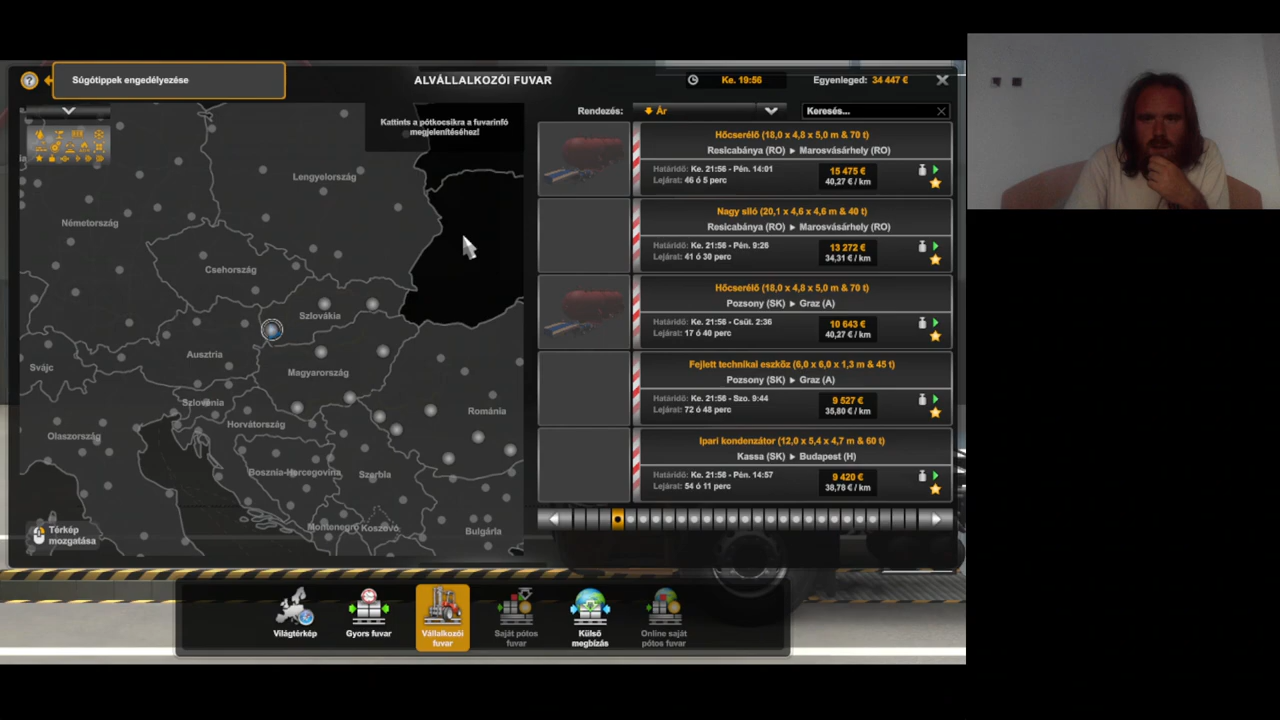 Súgótippek engedélyezése
ALVÁLLALKOZÓI FUVAR
Ke. 19:56
Egyenleg: 34 447 €
Kattints a pótkocsikra a fuvarinfó
megjelenítéséhez!
Rendezés:
Ár
Keresés...
Lengyelország
Németország
Csehország
Szlovákia
Ausztria
Svájc
Magyarország
Szlovénia
Románia
Horvátország
Olaszország
Bosznia-Hercegovina
Szerbia
Montenegró
Koszovó
Bulgária
Térkép
mozgatása
Hőcserélő (18,0 x 4,8 x 5,0 m & 70 t)
Resicabánya (RO) ▶ Marosvásárhely (RO)
Határidő: Ke. 21:56 - Pén. 14:01
Lejárat: 46 ó 5 perc
15 475 €
40,27 € / km
Nagy siló (20,1 x 4,6 x 4,6 m & 40 t)
Resicabánya (RO) ▶ Marosvásárhely (RO)
Határidő: Ke. 21:56 - Pén. 9:26
Lejárat: 41 ó 30 perc
13 272 €
34,31 € / km
Hőcserélő (18,0 x 4,8 x 5,0 m & 70 t)
Pozsony (SK) ▶ Graz (A)
Határidő: Ke. 21:56 - Csüt. 2:36
Lejárat: 17 ó 40 perc
10 643 €
40,27 € / km
Fejlett technikai eszköz (6,0 x 6,0 x 1,3 m & 45 t)
Pozsony (SK) ▶ Graz (A)
Határidő: Ke. 21:56 - Szo. 9:44
Lejárat: 72 ó 48 perc
9 527 €
35,80 € / km
Ipari kondenzátor (12,0 x 5,4 x 4,7 m & 60 t)
Kassa (SK) ▶ Budapest (H)
Határidő: Ke. 21:56 - Pén. 14:57
Lejárat: 54 ó 11 perc
9 420 €
38,78 € / km
Világtérkép
Gyors fuvar
Vállalkozói
fuvar
Saját pótos
fuvar
Külső
megbízás
Online saját
pótos fuvar